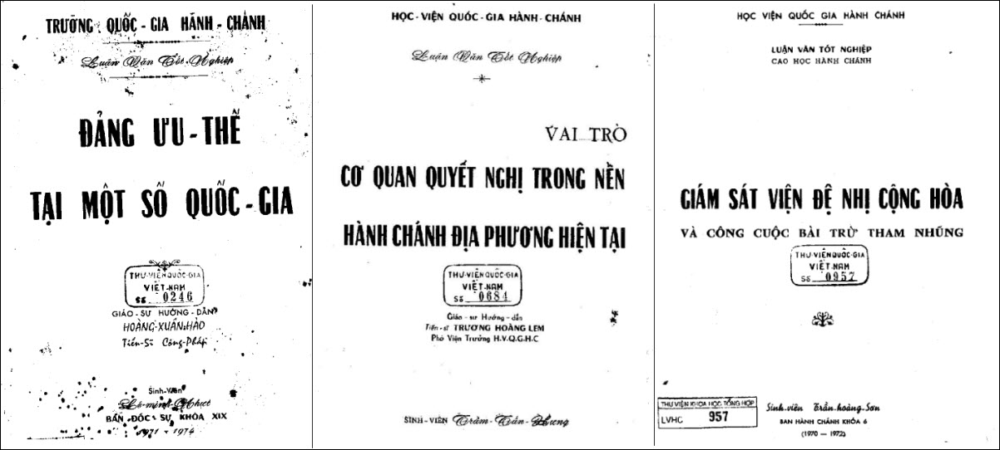 TRƯỜNG QUỐC - GIA HÀNH - CHÁNH
Luận Văn Tốt Nghiệp
ĐẢNG ƯU - THẾ
TẠI MỘT SỐ QUỐC - GIA
THƯ-VIỆN QUỐC-GIA
VIỆT-NAM
Số 0246
GIÁO - SƯ HƯỚNG - DẪN
HOÀNG-XUÂN-HÀO
Tiến-Sĩ Công-Pháp
Sinh-Viên
BAN ĐỐC - SỰ KHÓA XIX
1971 - 1974
HỌC - VIỆN QUỐC - GIA HÀNH - CHÁNH
Luận Văn Tốt Nghiệp
VAI TRÒ
CƠ QUAN QUYẾT NGHỊ TRONG NỀN
HÀNH CHÁNH ĐỊA PHƯƠNG HIỆN TẠI
THƯ-VIỆN QUỐC-GIA
VIỆT-NAM
Số 0684
Giáo - sư Hướng - dẫn
Tiến - sĩ TRƯƠNG HOÀNG LEM
Phó Viện Trưởng H.V.Q.G.H.C
SINH - VIÊN Trầm - Tấn - Hưng
HỌC VIỆN QUỐC GIA HÀNH CHÁNH
LUẬN VĂN TỐT NGHIỆP
CAO HỌC HÀNH CHÁNH
GIÁM SÁT VIỆN ĐỆ NHỊ CỘNG HÒA
VÀ CÔNG CUỘC BÀI TRỪ THAM NHŨNG
THƯ-VIỆN QUỐC-GIA
VIỆT-NAM
Số 0957
THƯ VIỆN KHOA HỌC TỔNG HỢP
LVHC 957
Sinh viên Trần-hoàng-Sơn
BAN HÀNH CHÁNH KHÓA 6
(1970 — 1972)